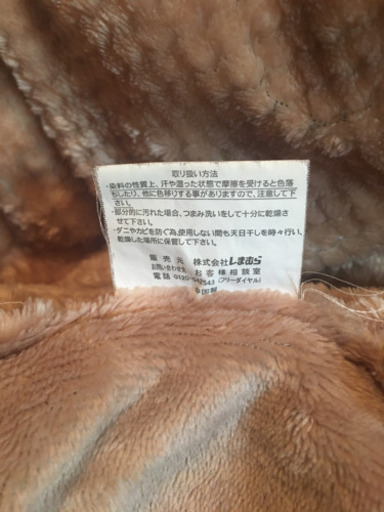 取り扱い方法
・染料の性質上、汗や湿った状態で摩擦を受けると色落
ちしたり、他に色移りする事がありますので、注意して下
さい。
・部分的に汚れた場合、つまみ洗いをして十分に乾燥さ
せて下さい。
・ダニやカビを防ぐ為、使用しない間も天日干しを時々行い、
乾燥した場所に保管して下さい。
販売元 株式会社しまむら
お問い合わせ先 お客様相談室
電話 0120-842543 (フリーダイヤル)
中国製